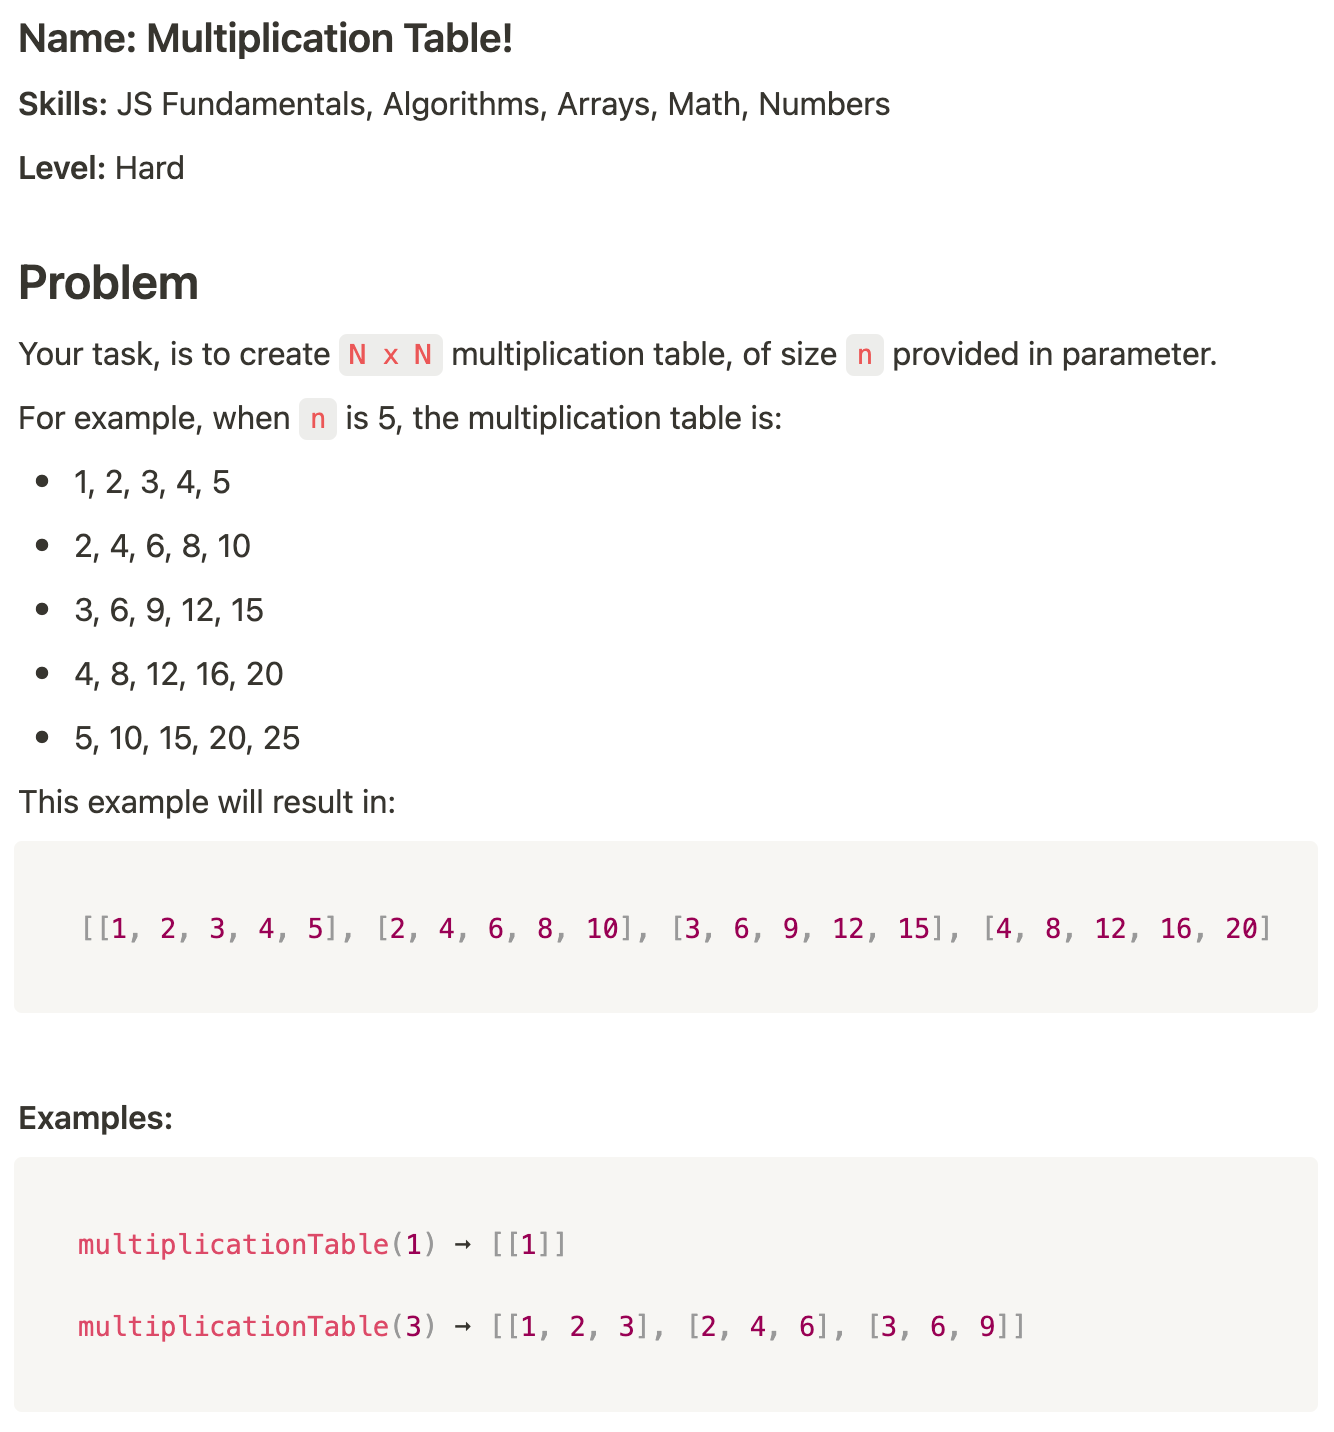 Name: Multiplication Table!
Skills: JS Fundamentals, Algorithms, Arrays, Math, Numbers
Level: Hard
Problem
Your task, is to create N x N multiplication table, of size n provided in parameter.
For example, when n is 5, the multiplication table is:
• 1, 2, 3, 4, 5
• 2, 4, 6, 8, 10
• 3, 6, 9, 12, 15
• 4, 8, 12, 16, 20
• 5, 10, 15, 20, 25
This example will result in:
[[1, 2, 3, 4, 5], [2, 4, 6, 8, 10], [3, 6, 9, 12, 15], [4, 8, 12, 16, 20]
Examples:
multiplicationTable(1) → [[1]]
multiplicationTable(3) → [[1, 2, 3], [2, 4, 6], [3, 6, 9]]